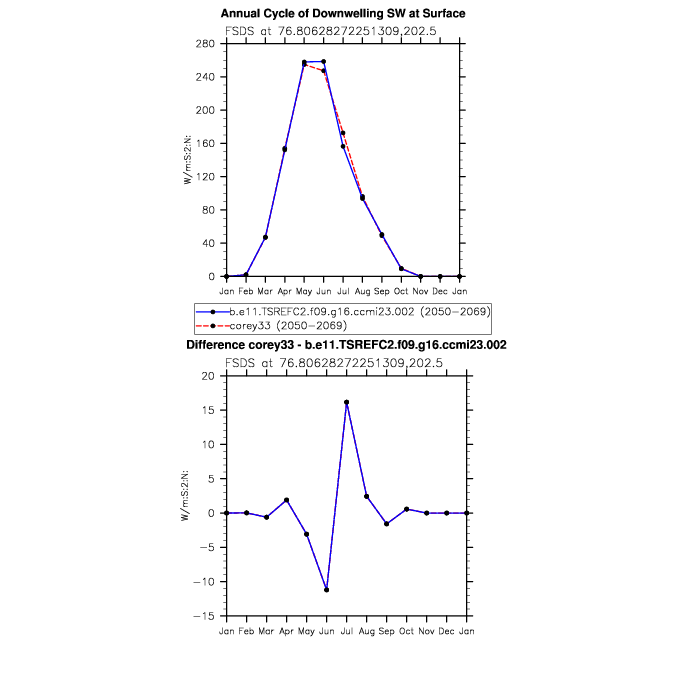 Annual Cycle of Downwelling SW at Surface
FSDS at 76.80628272251309,202.5
280
240
200
160
120
80
40
0
W/m:S:2:N:
Jan Feb Mar Apr May Jun Jul Aug Sep Oct Nov Dec Jan
b.e11.TSREFC2.f09.g16.ccmi23.002 (2050-2069)
corey33 (2050-2069)
Difference corey33 - b.e11.TSREFC2.f09.g16.ccmi23.002
FSDS at 76.80628272251309,202.5
20
15
10
5
0
-5
-10
-15
W/m:S:2:N:
Jan Feb Mar Apr May Jun Jul Aug Sep Oct Nov Dec Jan